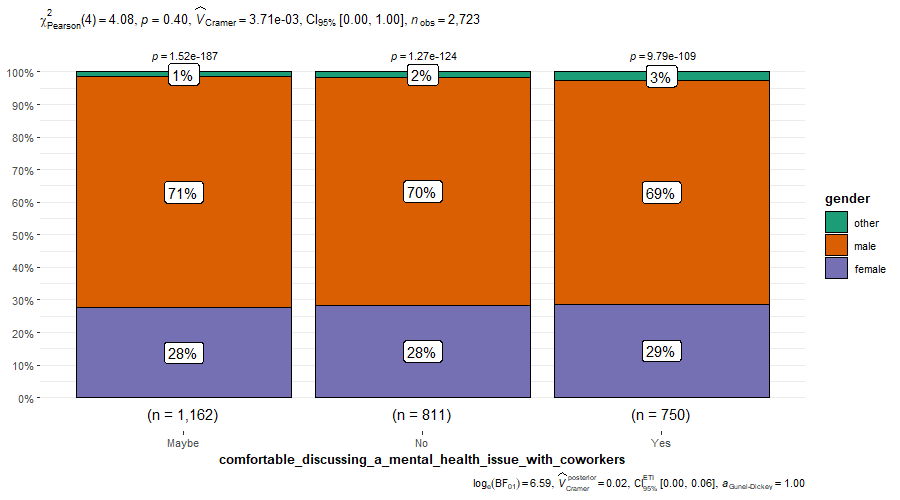 χ²Pearson(4) = 4.08, p = 0.40, V̂Cramer = 3.71e-03, CI95% [0.00, 1.00], nobs = 2,723
p = 1.52e-187 p = 1.27e-124 p = 9.79e-109
100%
90%
80%
70%
60%
50%
40%
30%
20%
10%
0%
1% 2% 3%
71% 70% 69%
28% 28% 29%
gender
other
male
female
(n = 1,162) (n = 811) (n = 750)
Maybe No Yes
comfortable_discussing_a_mental_health_issue_with_coworkers
loge(BF01) = 6.59, V̂posteriorCramer = 0.02, CIETI95% [0.00, 0.06], aGunel-Dickey = 1.00